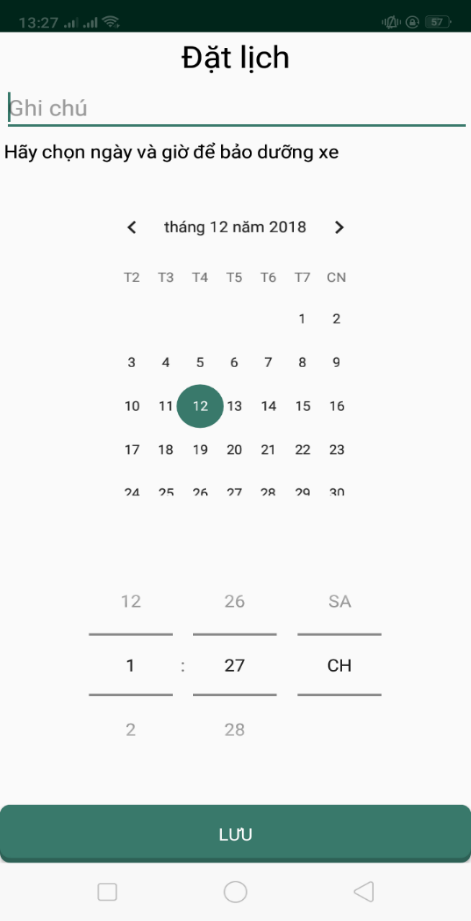 13:27 57
Đặt lịch
Ghi chú
Hãy chọn ngày và giờ để bảo dưỡng xe
tháng 12 năm 2018
T2 T3 T4 T5 T6 T7 CN
1 2
3 4 5 6 7 8 9
10 11 12 13 14 15 16
17 18 19 20 21 22 23
24 25 26 27 28 29 30
12 26 SA
1 : 27 CH
2 28
LƯU